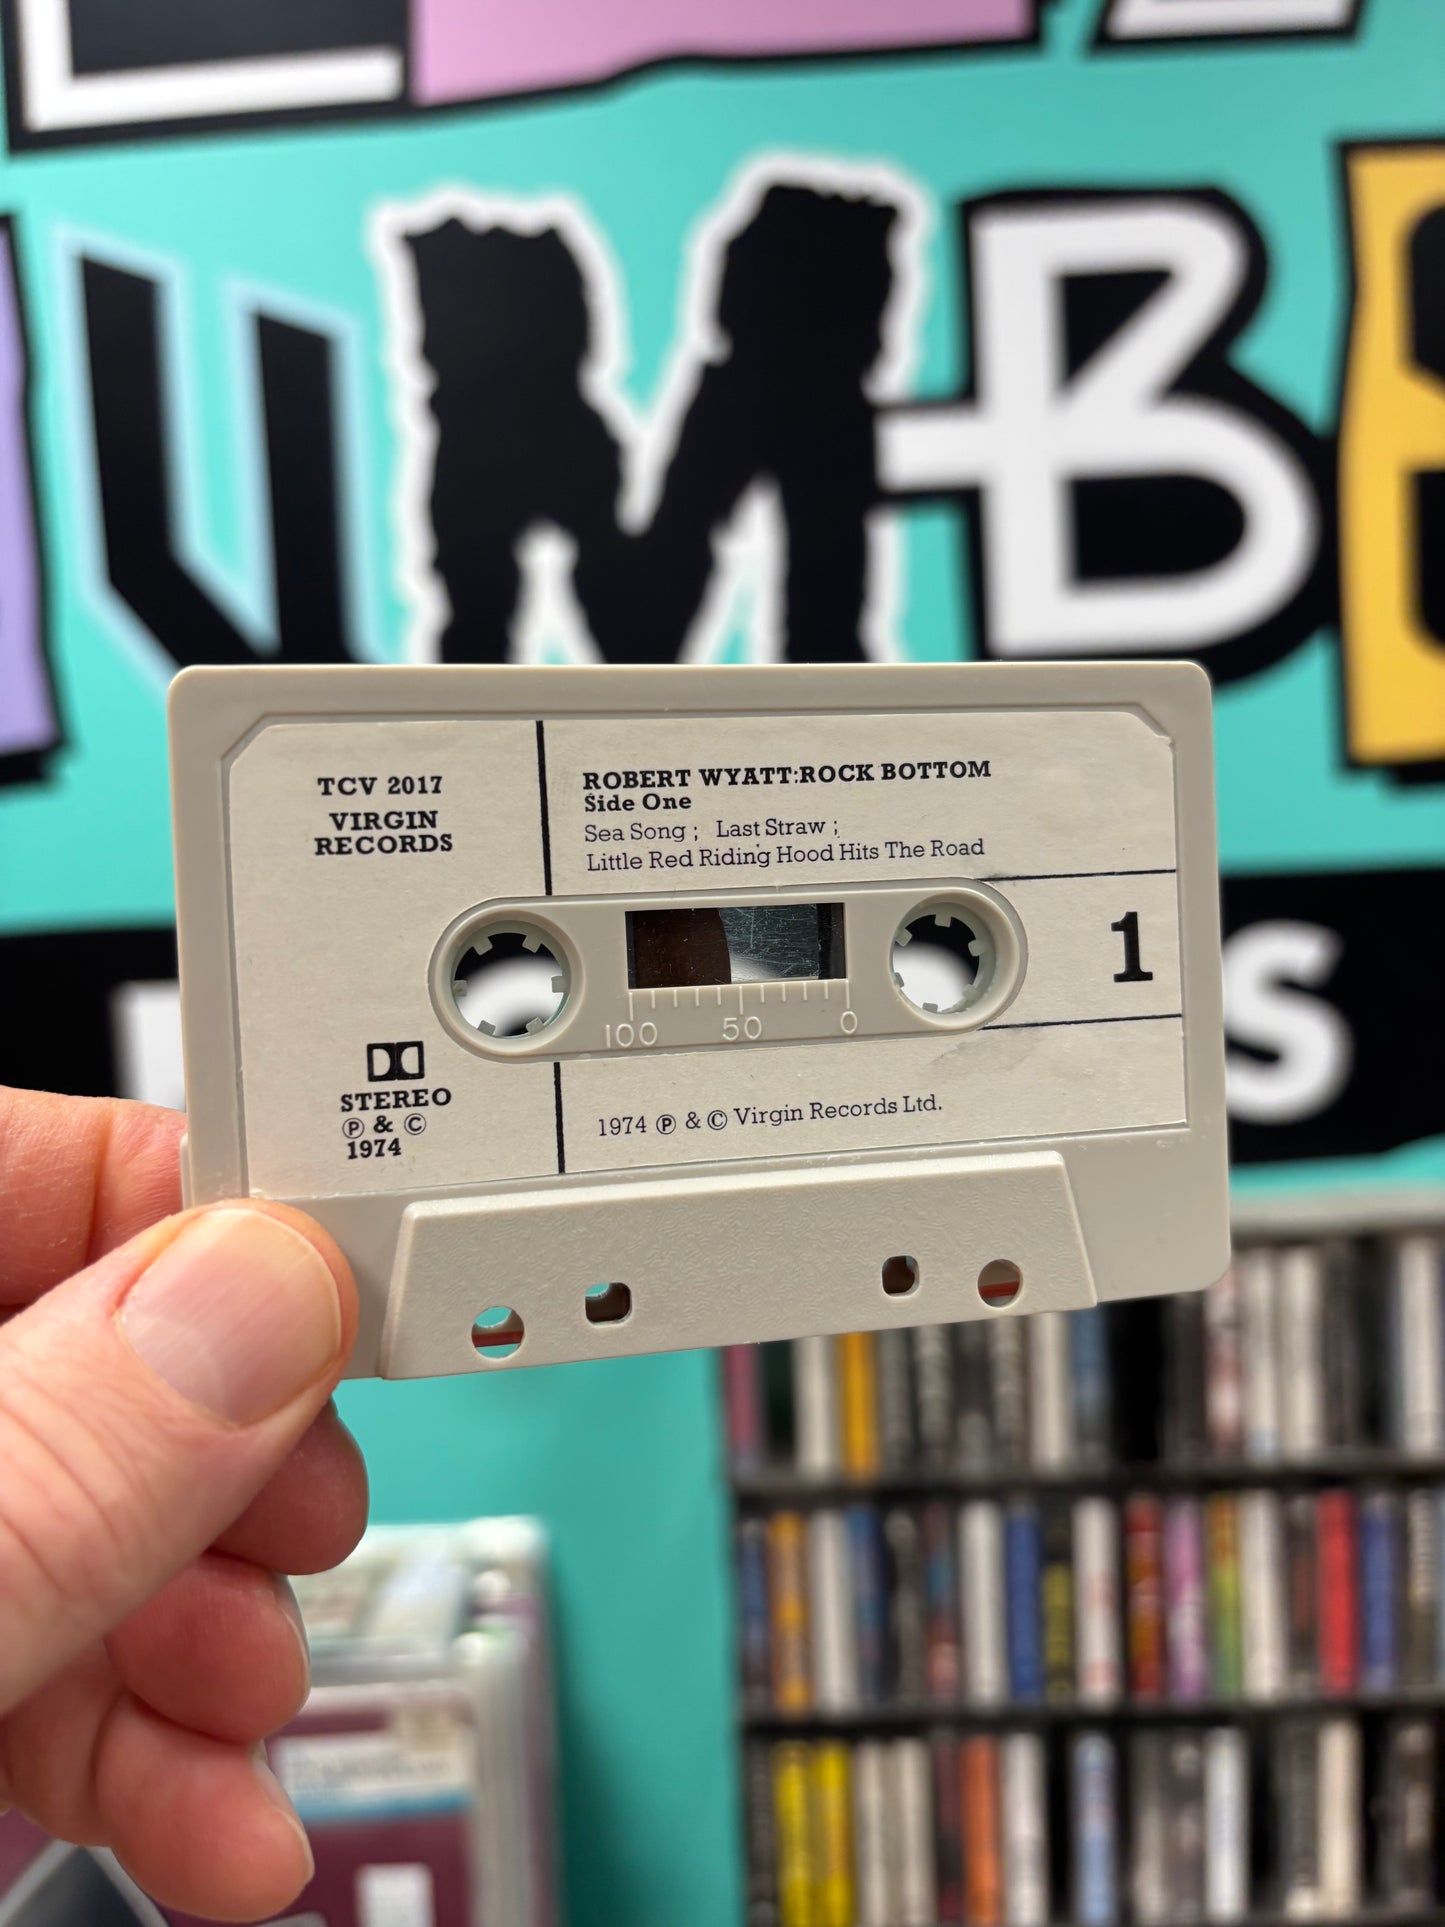 UMB
S
TCV 2017
VIRGIN
RECORDS
ROBERT WYATT:ROCK BOTTOM
Side One
Sea Song ; Last Straw ;
Little Red Riding Hood Hits The Road
1
100 50 0
STEREO
Ⓟ & ©
1974
1974 Ⓟ & © Virgin Records Ltd.